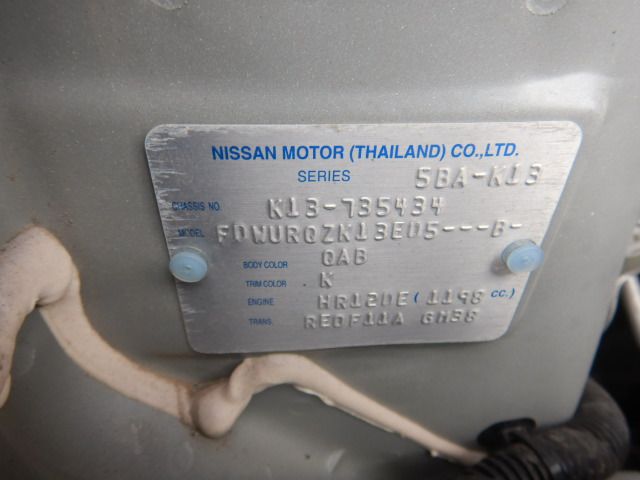 NISSAN MOTOR (THAILAND) CO.,LTD.
SERIES 5BA-K13
CHASSIS NO. K13-735434
MODEL FDWURQZK13EU5---B-
BODY COLOR QAB
TRIM COLOR K
ENGINE HR12DE (1198 CC.)
TRANS. RE0F11A GM38